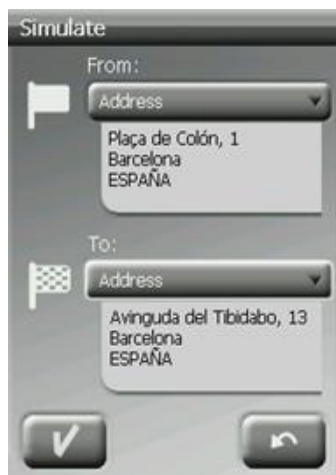 Simulate
From:
Address
Plaça de Colón, 1
Barcelona
ESPAÑA
To:
Address
Avinguda del Tibidabo, 13
Barcelona
ESPAÑA